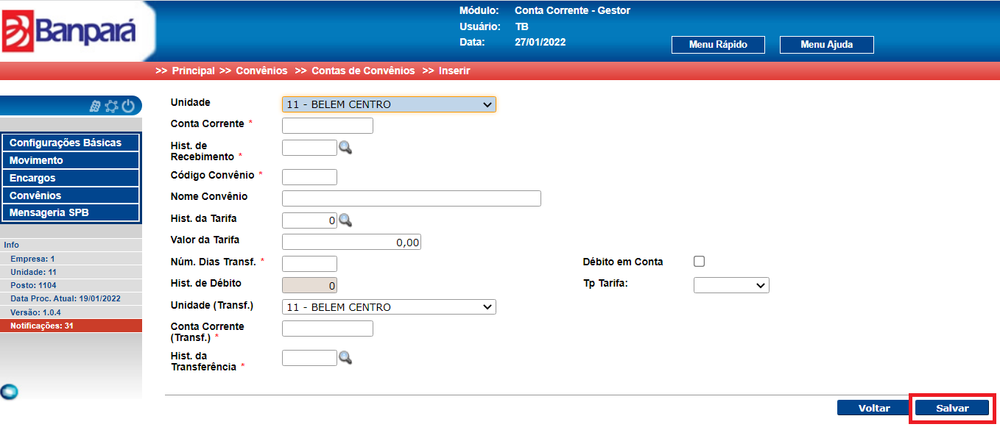 Banpará
Módulo: Conta Corrente - Gestor
Usuário: TB
Data: 27/01/2022
Menu Rápido
Menu Ajuda
>> Principal >> Convênios >> Contas de Convênios >> Inserir
Configurações Básicas
Movimento
Encargos
Convênios
Mensageria SPB
Info
Empresa: 1
Unidade: 11
Posto: 1104
Data Proc. Atual: 19/01/2022
Versão: 1.0.4
Notificações: 31
Unidade 11 - BELEM CENTRO
Conta Corrente *
Hist. de
Recebimento *
Código Convênio *
Nome Convênio
Hist. da Tarifa 0
Valor da Tarifa 0,00
Núm. Dias Transf. * Débito em Conta
Hist. de Débito 0 Tp Tarifa:
Unidade (Transf.) 11 - BELEM CENTRO
Conta Corrente
(Transf.) *
Hist. da
Transferência *
Voltar
Salvar